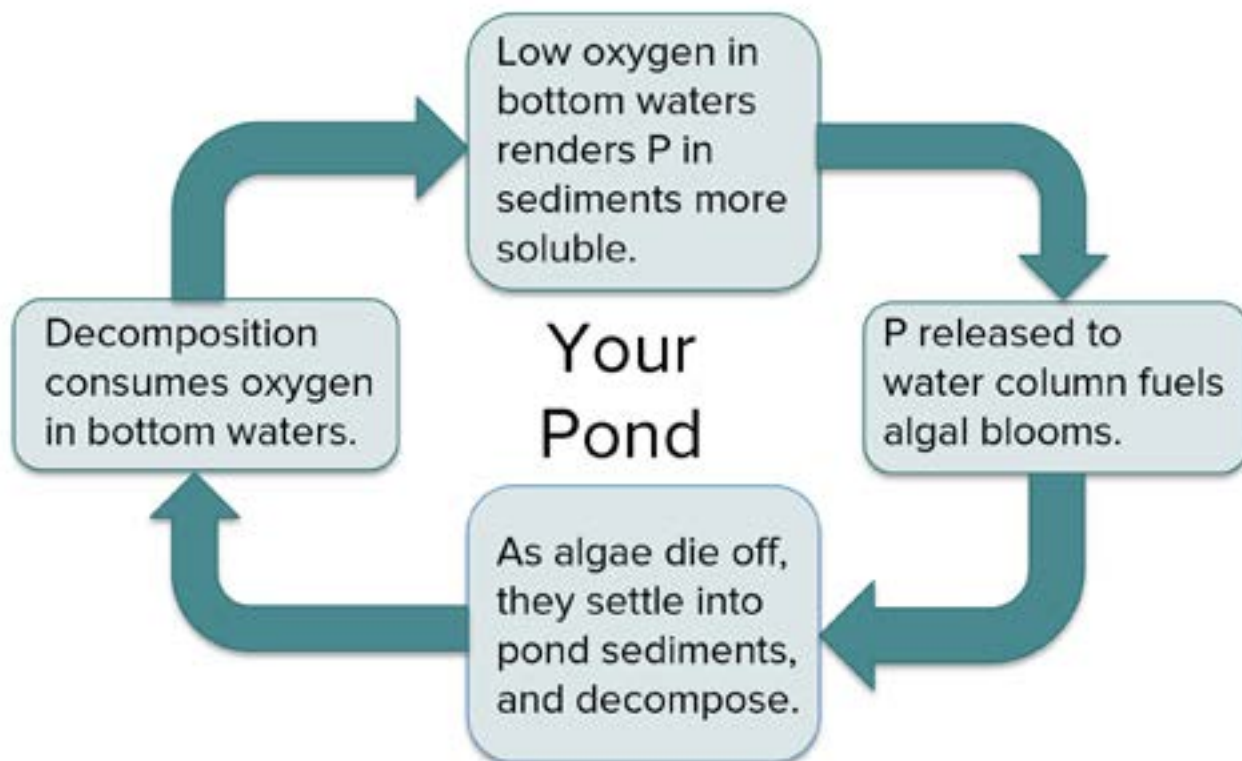 Low oxygen in
bottom waters
renders P in
sediments more
soluble.
P released to
water column fuels
algal blooms.
As algae die off,
they settle into
pond sediments,
and decompose.
Decomposition
consumes oxygen
in bottom waters.
Your
Pond